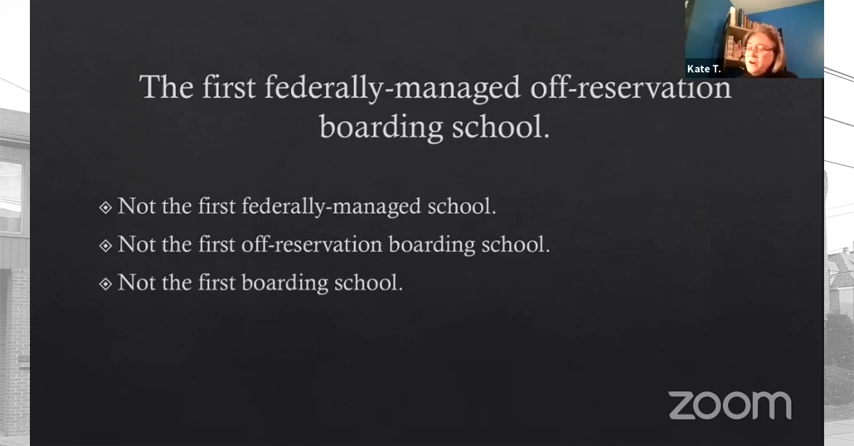 Kate T.
The first federally-managed off-reservation
boarding school.
Not the first federally-managed school.
Not the first off-reservation boarding school.
Not the first boarding school.
zoom